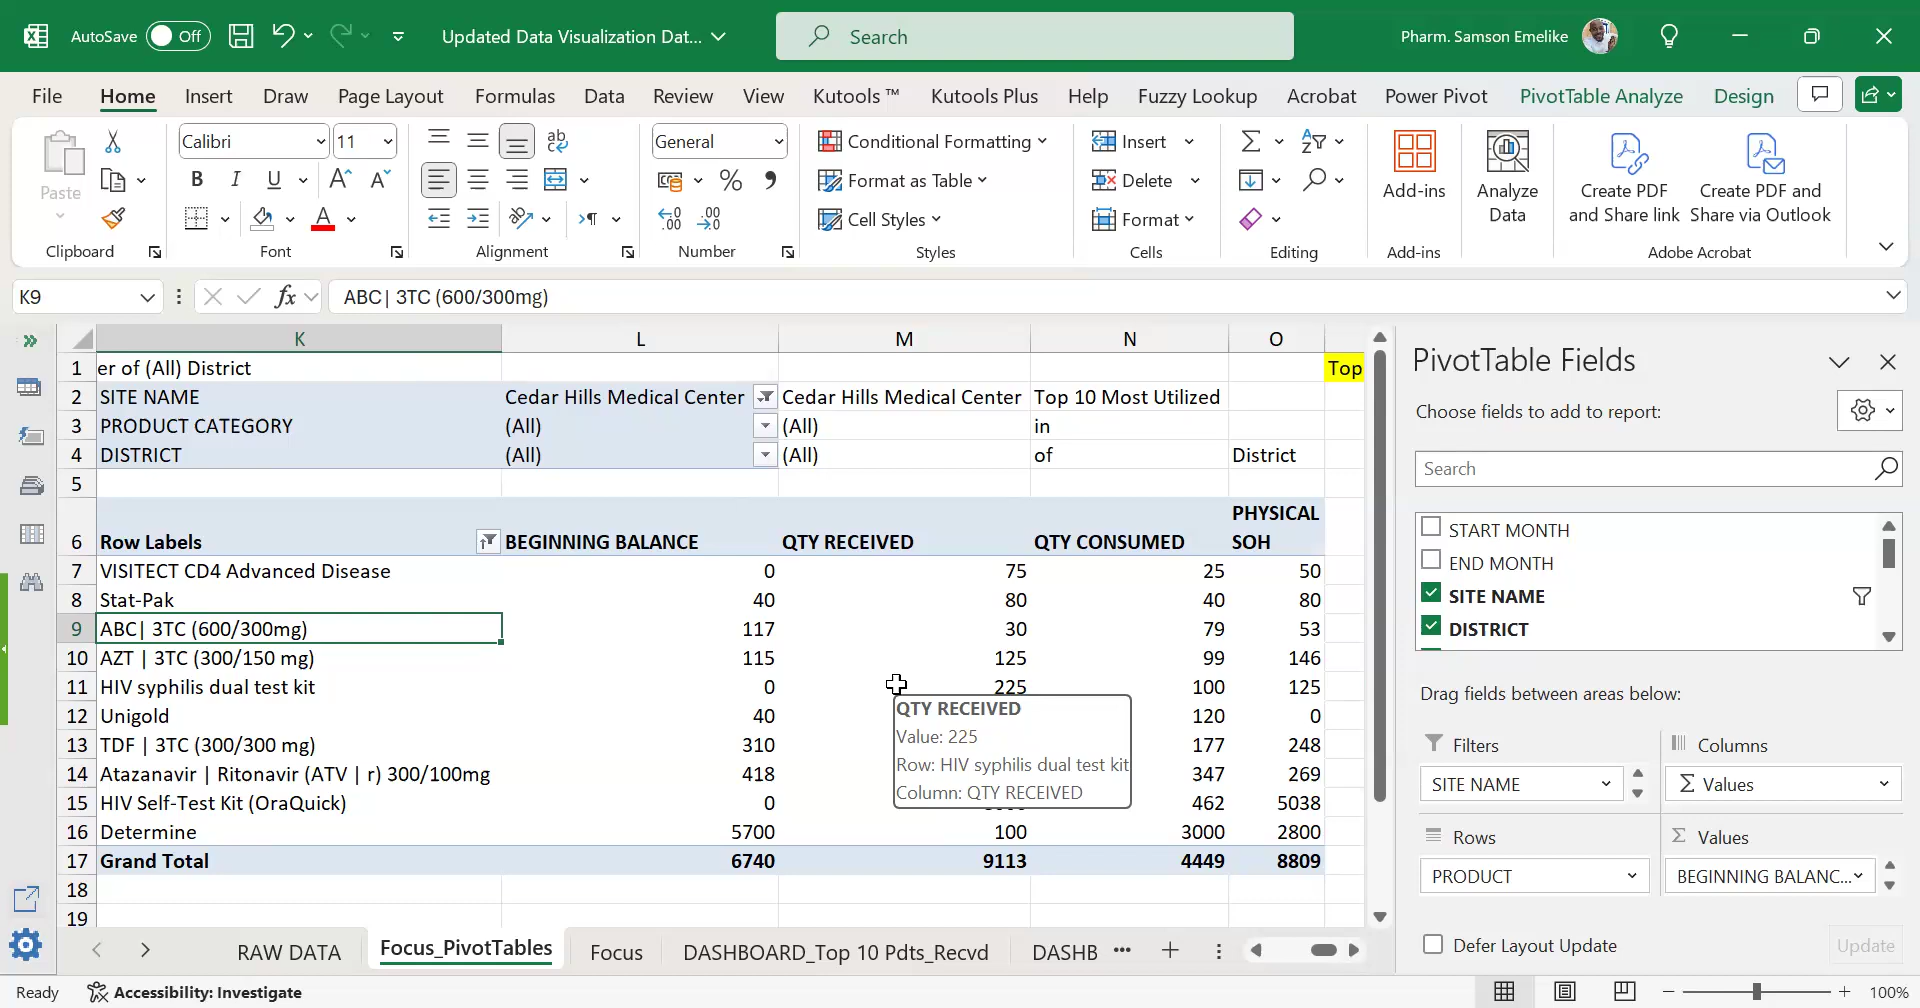 AutoSave Off Updated Data Visualization Dat... Search Pharm. Samson Emelike
File Home Insert Draw Page Layout Formulas Data Review View Kutools ™ Kutools Plus Help Fuzzy Lookup Acrobat Power Pivot PivotTable Analyze Design
Paste
Clipboard
Calibri 11
B I U A A
A
Font
ab
Alignment
General
%
Number
Conditional Formatting
Format as Table
Cell Styles
Styles
Insert
Delete
Format
Cells
Editing
Add-ins
Add-ins
Analyze
Data
Create PDF
and Share link
Create PDF and
Share via Outlook
Adobe Acrobat
K9 fx ABC| 3TC (600/300mg)
K L M N O
1 er of (All) District Top
2 SITE NAME Cedar Hills Medical Center Cedar Hills Medical Center Top 10 Most Utilized
3 PRODUCT CATEGORY (All) (All) in
4 DISTRICT (All) (All) of District
5
PHYSICAL
6 Row Labels BEGINNING BALANCE QTY RECEIVED QTY CONSUMED SOH
7 VISITECT CD4 Advanced Disease 0 75 25 50
8 Stat-Pak 40 80 40 80
9 ABC| 3TC (600/300mg) 117 30 79 53
10 AZT | 3TC (300/150 mg) 115 125 99 146
11 HIV syphilis dual test kit 0 225 100 125
12 Unigold 40 120 0
13 TDF | 3TC (300/300 mg) 310 177 248
14 Atazanavir | Ritonavir (ATV | r) 300/100mg 418 347 269
15 HIV Self-Test Kit (OraQuick) 0 462 5038
16 Determine 5700 100 3000 2800
17 Grand Total 6740 9113 4449 8809
18
19
QTY RECEIVED
Value: 225
Row: HIV syphilis dual test kit
Column: QTY RECEIVED
PivotTable Fields
Choose fields to add to report:
Search
START MONTH
END MONTH
SITE NAME
DISTRICT
Drag fields between areas below:
Filters
SITE NAME
Columns
Σ Values
Rows
PRODUCT
Σ Values
BEGINNING BALANC...
Defer Layout Update Update
RAW DATA Focus_PivotTables Focus DASHBOARD_Top 10 Pdts_Recvd DASHB ...
Ready Accessibility: Investigate 100%